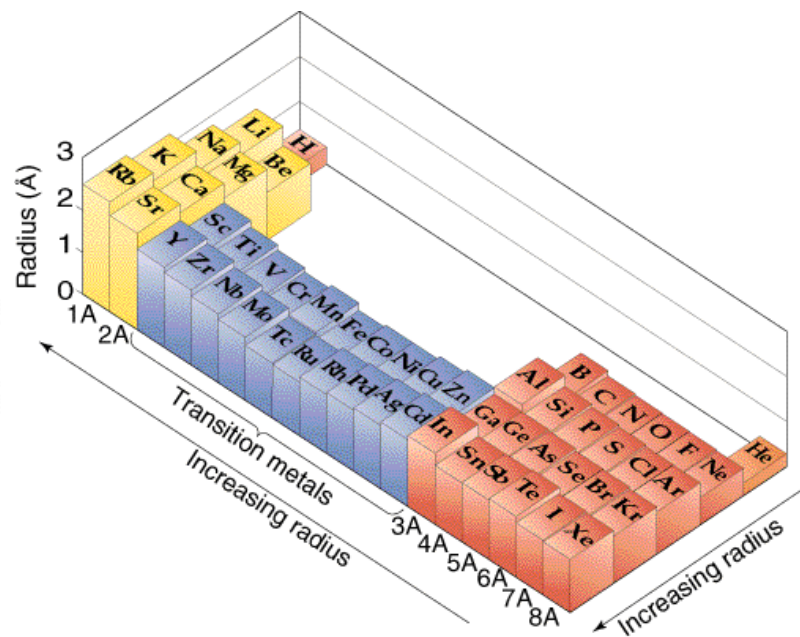 Radius (Å)
3
2
1
0
H
He
Li
Be
B
C
N
O
F
Ne
Na
Mg
Al
Si
P
S
Cl
Ar
K
Ca
Sc
Ti
V
Cr
Mn
Fe
Co
Ni
Cu
Zn
Ga
Ge
As
Se
Br
Kr
Rb
Sr
Y
Zr
Nb
Mo
Tc
Ru
Rh
Pd
Ag
Cd
In
Sn
Sb
Te
I
Xe
1A
2A
Transition metals
3A
4A
5A
6A
7A
8A
Increasing radius
Increasing radius